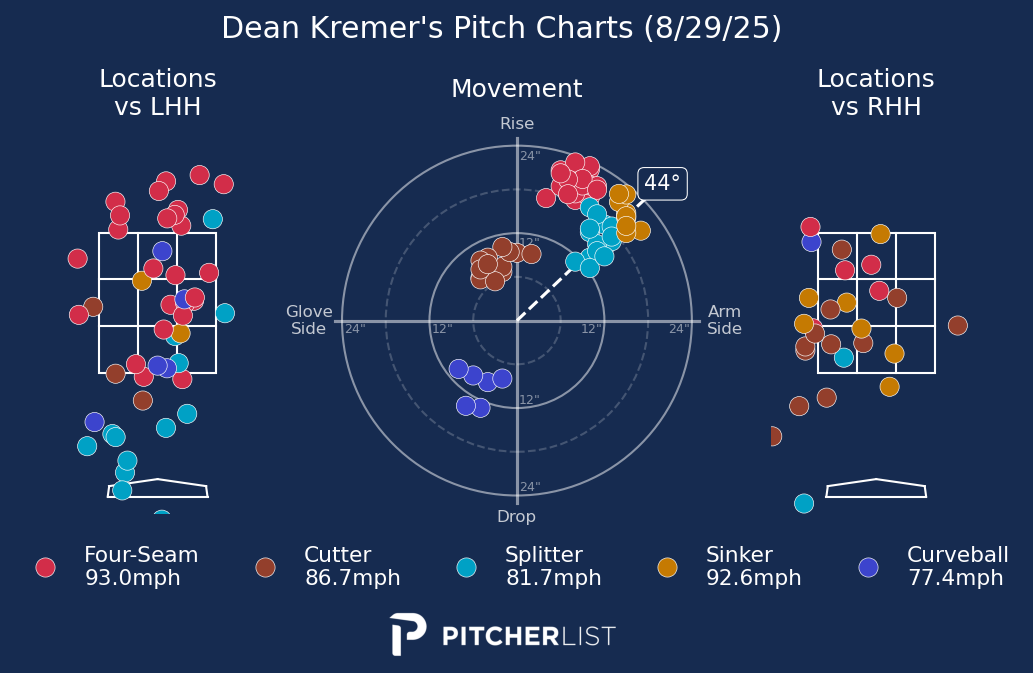 Dean Kremer's Pitch Charts (8/29/25)
Locations
vs LHH
Movement
Locations
vs RHH
Rise
24"
44°
12"
Glove
Side
24"
12"
12"
24"
Arm
Side
12"
24"
Drop
Four-Seam
93.0mph
Cutter
86.7mph
Splitter
81.7mph
Sinker
92.6mph
Curveball
77.4mph
PITCHERLIST